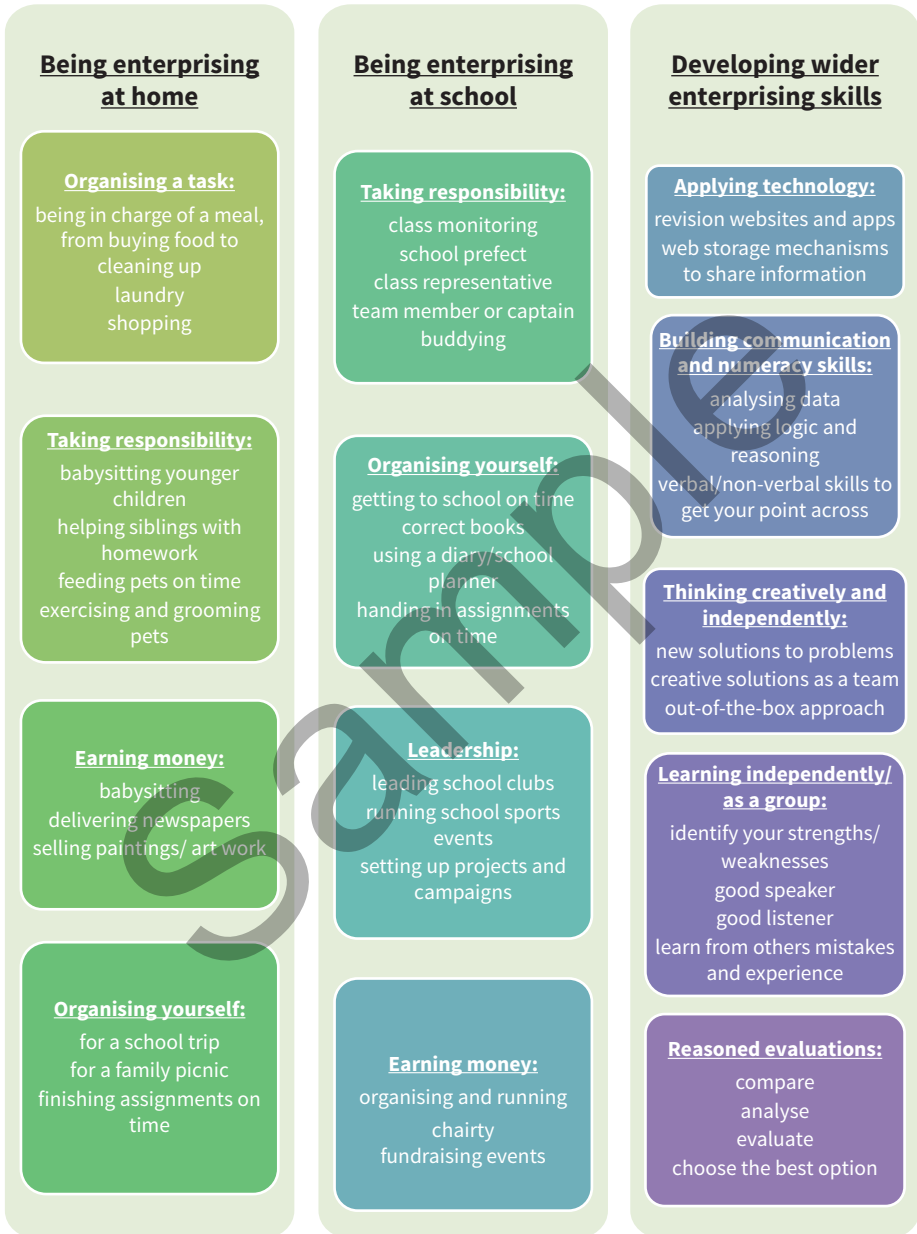 Being enterprising
at home
Organising a task:
being in charge of a meal,
from buying food to
cleaning up
laundry
shopping
Taking responsibility:
babysitting younger
children
helping siblings with
homework
feeding pets on time
exercising and grooming
pets
Earning money:
babysitting
delivering newspapers
selling paintings/ art work
Organising yourself:
for a school trip
for a family picnic
finishing assignments on
time
Being enterprising
at school
Taking responsibility:
class monitoring
school prefect
class representative
team member or captain
buddying
Organising yourself:
getting to school on time
correct books
using a diary/school
planner
handing in assignments
on time
Leadership:
leading school clubs
running school sports
events
setting up projects and
campaigns
Earning money:
organising and running
chairty
fundraising events
Developing wider
enterprising skills
Applying technology:
revision websites and apps
web storage mechanisms
to share information
Building communication
and numeracy skills:
analysing data
applying logic and
reasoning
verbal/non-verbal skills to
get your point across
Thinking creatively and
independently:
new solutions to problems
creative solutions as a team
out-of-the-box approach
Learning independently/
as a group:
identify your strengths/
weaknesses
good speaker
good listener
learn from others mistakes
and experience
Reasoned evaluations:
compare
analyse
evaluate
choose the best option
Sample